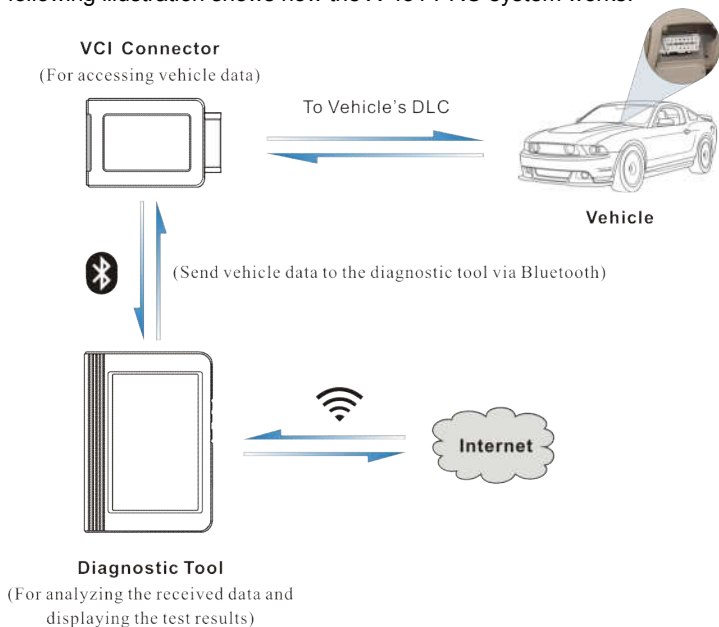 VCI Connector
(For accessing vehicle data)
To Vehicle's DLC
Vehicle
(Send vehicle data to the diagnostic tool via Bluetooth)
Internet
Diagnostic Tool
(For analyzing the received data and
displaying the test results)